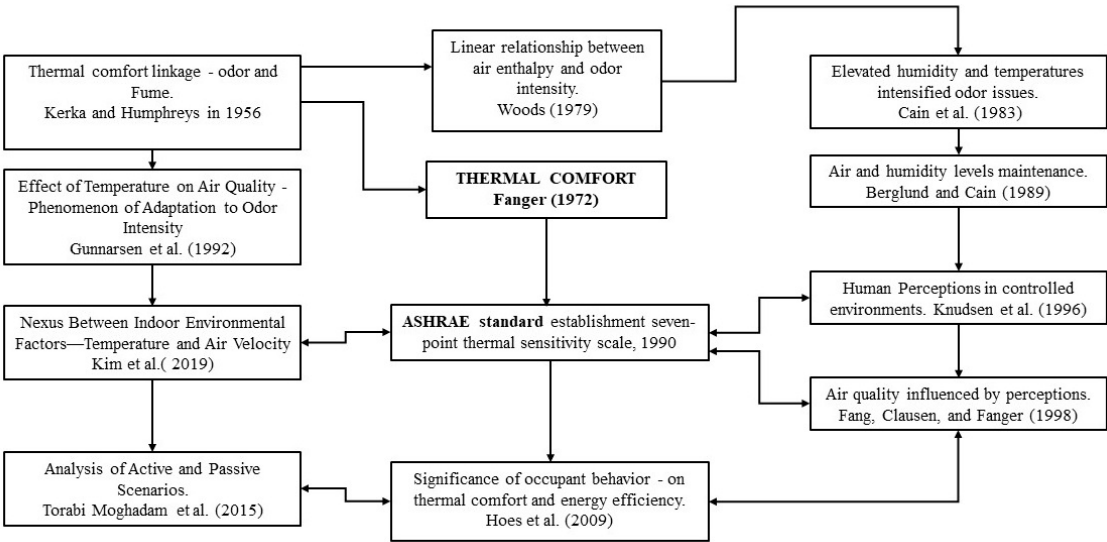 Thermal comfort linkage - odor and
Fume.
Kerka and Humphreys in 1956
Linear relationship between
air enthalpy and odor
intensity.
Woods (1979)
Elevated humidity and temperatures
intensified odor issues.
Cain et al. (1983)
Effect of Temperature on Air Quality -
Phenomenon of Adaptation to Odor
Intensity
Gunnarsen et al. (1992)
THERMAL COMFORT
Fanger (1972)
Air and humidity levels maintenance.
Berglund and Cain (1989)
Nexus Between Indoor Environmental
Factors—Temperature and Air Velocity
Kim et al.( 2019)
ASHRAE standard establishment seven-
point thermal sensitivity scale, 1990
Human Perceptions in controlled
environments. Knudsen et al. (1996)
Air quality influenced by perceptions.
Fang, Clausen, and Fanger (1998)
Analysis of Active and Passive
Scenarios.
Torabi Moghadam et al. (2015)
Significance of occupant behavior - on
thermal comfort and energy efficiency.
Hoes et al. (2009)